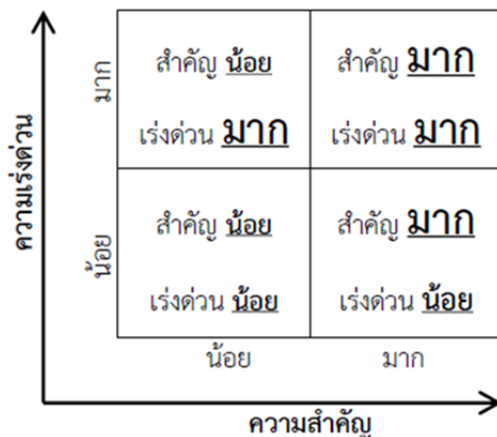 ความเร่งด่วน
มาก
น้อย
สำคัญ น้อย
เร่งด่วน มาก
สำคัญ มาก
เร่งด่วน มาก
สำคัญ น้อย
เร่งด่วน น้อย
สำคัญ มาก
เร่งด่วน น้อย
น้อย
มาก
ความสำคัญ